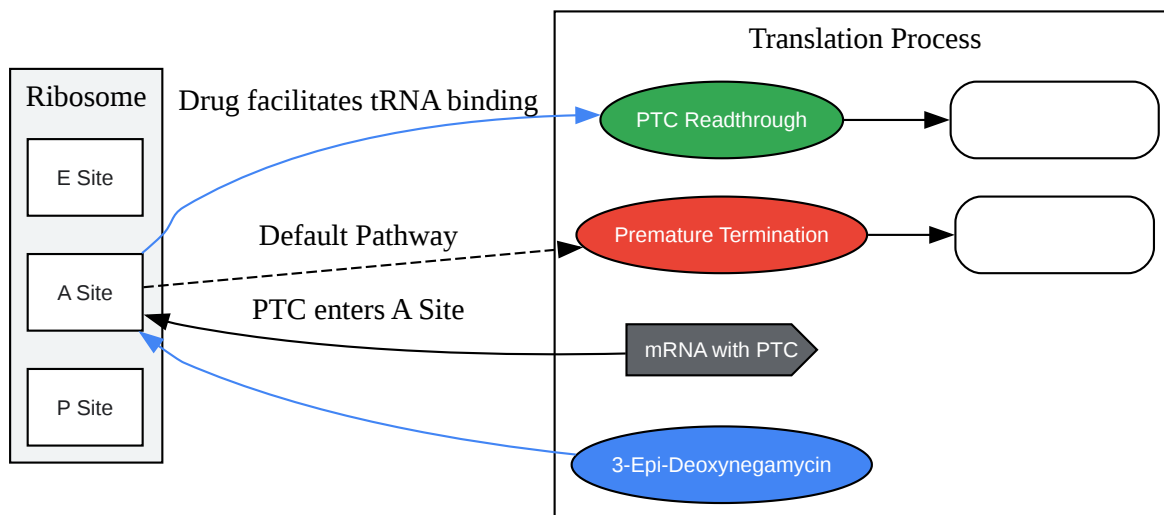 Translation Process
Ribosome
Drug facilitates tRNA binding
PTC Readthrough
E Site
Default Pathway
Premature Termination
A Site
PTC enters A Site
mRNA with PTC
P Site
3-Epi-Deoxynegamycin